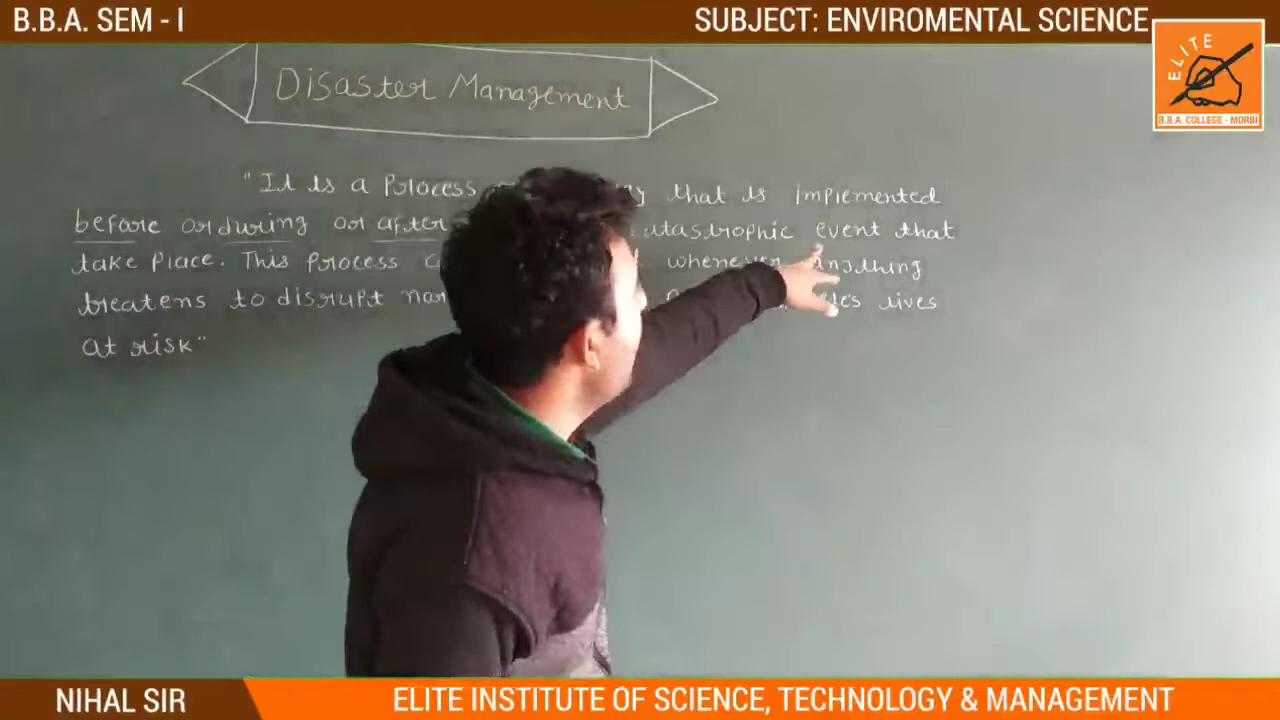 B.B.A. SEM - I
SUBJECT: ENVIROMENTAL SCIENCE
ELITE
B.B.A. COLLEGE - MORBI
Disaster Management
"It is a Process that is implemented
before or during or after catastrophic event that
take Place. This Process whenever anything
treatens to disrupt lives
at risk"
NIHAL SIR
ELITE INSTITUTE OF SCIENCE, TECHNOLOGY & MANAGEMENT